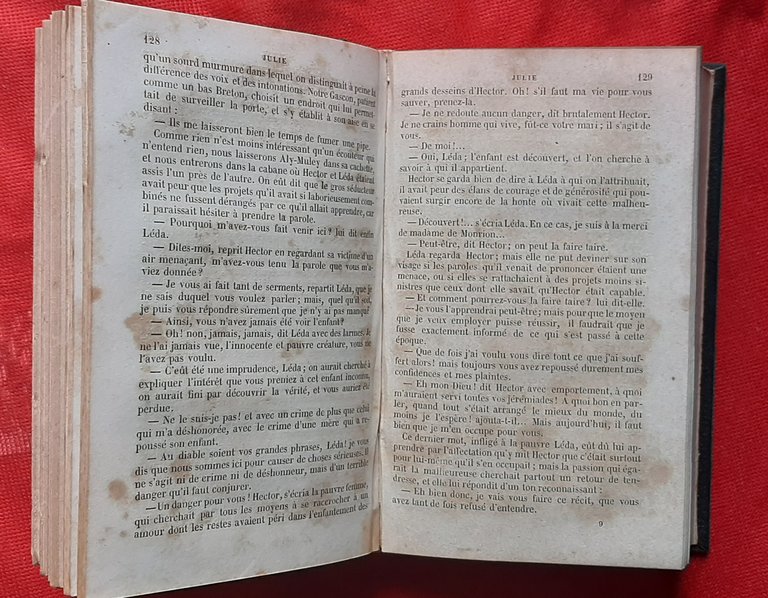 128
JULIE
qu'un sourd murmure dans lequel on distinguait à peine la
différence des voix et des intonations. Notre Gascon, patient
comme un bas Breton, choisit un endroit qui lui permet-
tait de surveiller la porte, et s'y établit à son aise en se
disant :
— Ils me laisseront bien le temps de fumer une pipe.
Comme rien n'est moins intéressant qu'un écouteur qui
n'entend rien, nous laisserons Aly-Muley dans sa cachette,
et nous entrerons dans la cabane où Hector et Léda étaient
assis l'un près de l'autre. On eût dit que le gros séducteur
avait peur que les projets qu'il avait si laborieusement com-
binés ne fussent dérangés par ce qu'il allait apprendre, car
il paraissait hésiter à prendre la parole.
— Pourquoi m'avez-vous fait venir ici? lui dit enfin
Léda.
— Dites-moi, reprit Hector en regardant sa victime d'un
air menaçant, m'avez-vous tenu la parole que vous m'a-
viez donnée?
— Je vous ai fait tant de serments, repartit Léda, que je
ne sais duquel vous voulez parler; mais, quel qu'il soit,
je puis vous répondre sûrement que je n'y ai pas manqué
— Ainsi, vous n'avez jamais été voir l'enfant?
— Oh! non, jamais, jamais, dit Léda avec des larmes. Je
ne l'ai jamais vue, l'innocente et pauvre créature, vous ne
l'avez pas voulu.
— C'eût été une imprudence, Léda; on aurait cherché à
expliquer l'intérêt que vous preniez à cet enfant inconnu,
on aurait fini par découvrir la vérité, et vous auriez été
perdue.
— Ne le suis-je pas! et avec un crime de plus que celui
qui m'a déshonorée, avec le crime d'une mère qui a re-
poussé son enfant.
— Au diable soient vos grandes phrases, Léda! je vous
dis que nous sommes ici pour causer de choses sérieuses. Il
ne s'agit ni de crime ni de déshonneur, mais d'un terrible
danger qu'il faut conjurer.
— Un danger pour vous! Hector, s'écria la pauvre femme,
qui cherchait par tous les moyens à se raccrocher à un
amour dont les restes avaient péri dans l'enfantement des
JULIE
129
grands desseins d'Hector. Oh! s'il faut ma vie pour vous
sauver, prenez-la.
— Je ne redoute aucun danger, dit brutalement Hector.
Je ne crains homme qui vive, fût-ce votre mari; il s'agit de
vous.
— De moi!...
— Oui, Léda; l'enfant est découvert, et l'on cherche à
savoir à qui il appartient.
Hector se garda bien de dire à Léda à qui on l'attribuait,
il avait peur des élans de courage et de générosité qui pou-
vaient surgir encore de la honte où vivait cette malheu-
reuse;
— Découvert!... s'écria Léda. En ce cas, je suis à la merci
de madame de Monrion...
— Peut-être, dit Hector; on peut la faire taire.
Léda regarda Hector; mais elle ne put deviner sur son
visage si les paroles qu'il venait de prononcer étaient une
menace, ou si elles se rattachaient à des projets moins si-
nistres que ceux dont elle savait qu'Hector était capable.
— Et comment pourrez-vous la faire taire? lui dit-elle.
— Je vous l'apprendrai peut-être; mais pour que le moyen
que je veux employer puisse réussir, il faudrait que je
fusse exactement informé de ce qui s'est passé à cette
époque.
— Que de fois j'ai voulu vous dire tout ce que j'ai souf-
fert alors! mais toujours vous avez repoussé durement mes
confidences et mes plaintes.
— Eh mon Dieu! dit Hector avec emportement, à quoi
m'auraient servi toutes vos jérémiades! A quoi bon en par-
ler, quand tout s'était arrangé le mieux du monde, du
moins je l'espère! ajouta-t-il... Mais aujourd'hui, il faut
bien que je m'en occupe pour vous.
Ce dernier mot, infligé à la pauvre Léda, eût dû lui ap-
prendre par l'affectation qu'y mit Hector que c'était surtout
pour lui-même qu'il s'en occupait; mais la passion qui éga-
rait la malheureuse cherchait partout un retour de ten-
dresse, et elle lui répondit d'un ton reconnaissant :
— Eh bien donc, je vais vous faire ce récit, que vous
avez tant de fois refusé d'entendre.
9